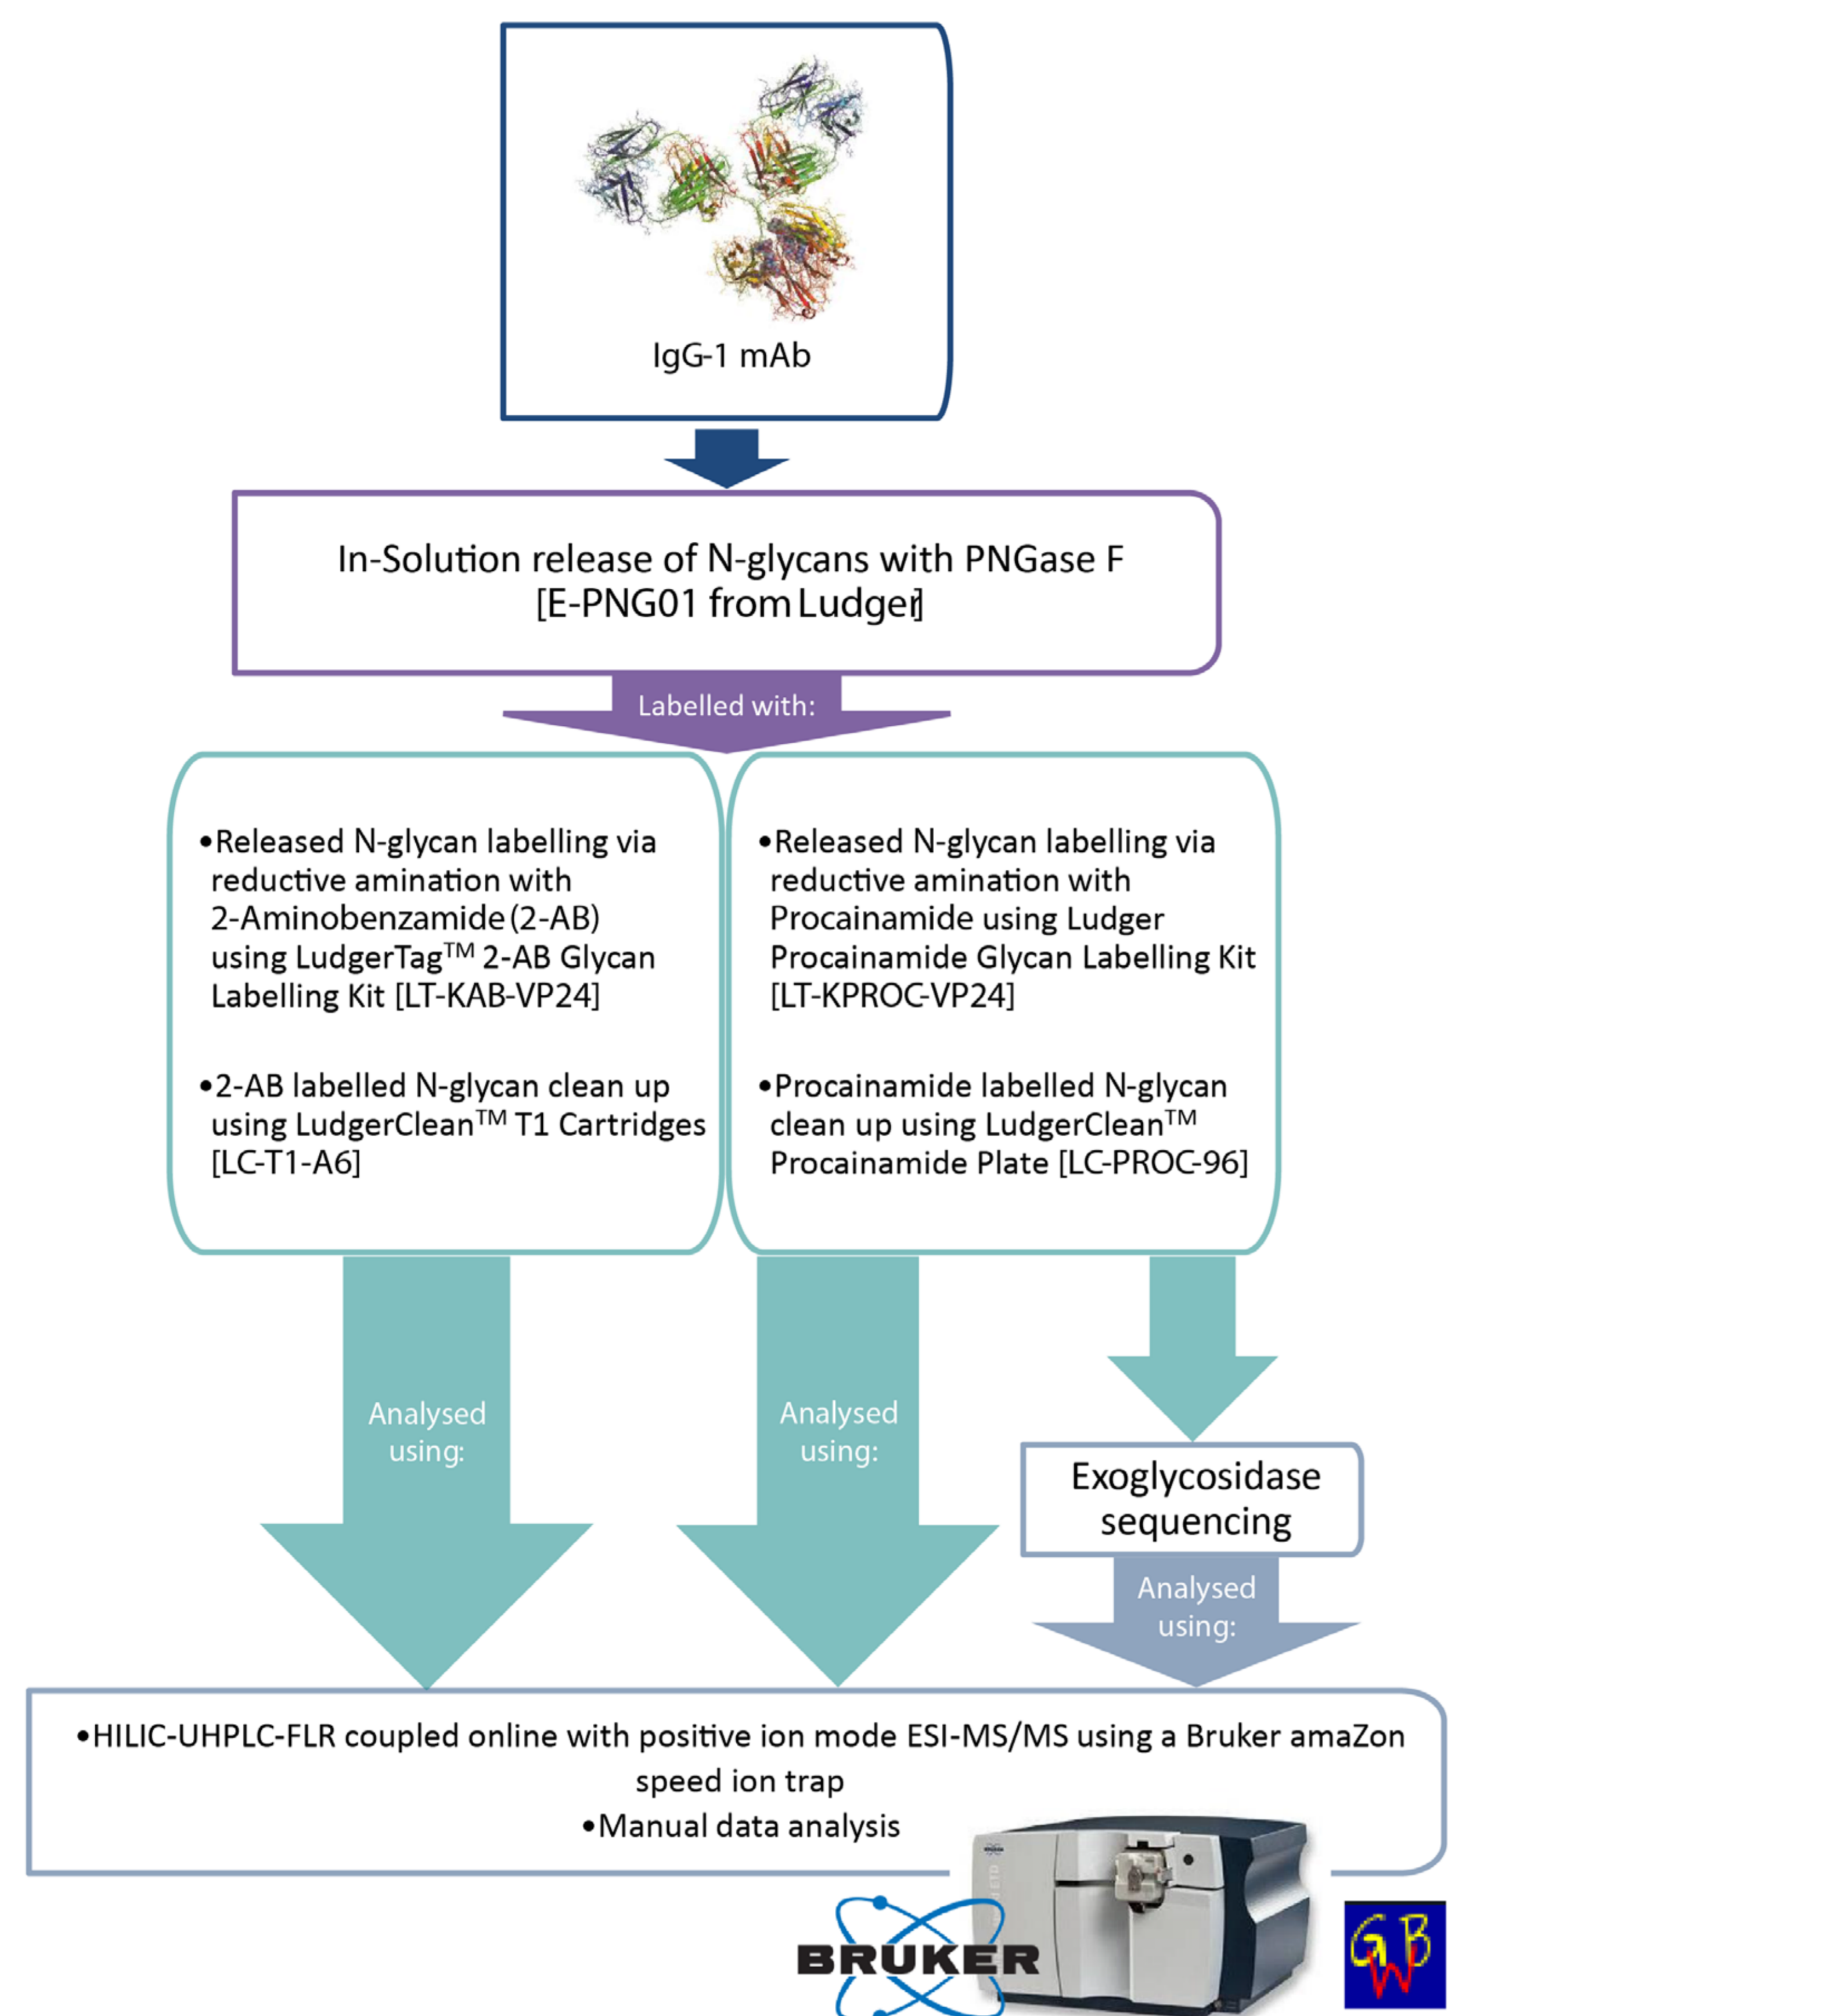 IgG-1 mAb
In-Solution release of N-glycans with PNGase F
[E-PNG01 from Ludger]
Labelled with:
•Released N-glycan labelling via
reductive amination with
2-Aminobenzamide (2-AB)
using LudgerTag™ 2-AB Glycan
Labelling Kit [LT-KAB-VP24]
•2-AB labelled N-glycan clean up
using LudgerClean™ T1 Cartridges
[LC-T1-A6]
•Released N-glycan labelling via
reductive amination with
Procainamide using Ludger
Procainamide Glycan Labelling Kit
[LT-KPROC-VP24]
•Procainamide labelled N-glycan
clean up using LudgerClean™
Procainamide Plate [LC-PROC-96]
Analysed
using:
Analysed
using:
Exoglycosidase
sequencing
Analysed
using:
•HILIC-UHPLC-FLR coupled online with positive ion mode ESI-MS/MS using a Bruker amaZon
speed ion trap
•Manual data analysis
BRUKER
GWB